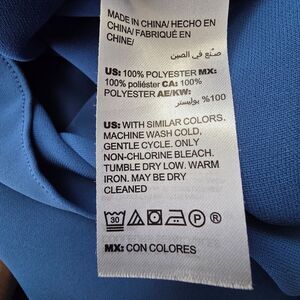 MADE IN CHINA/ HECHO EN
CHINA/ FABRIQUÉ EN
CHINE/
صنع في الصين
US: 100% POLYESTER MX:
100% poliéster CA: 100%
POLYESTER AE/KW:
100% بوليستر
US: WITH SIMILAR COLORS.
MACHINE WASH COLD,
GENTLE CYCLE. ONLY
NON-CHLORINE BLEACH.
TUMBLE DRY LOW. WARM
IRON. MAY BE DRY
CLEANED
30 P
MX: CON COLORES